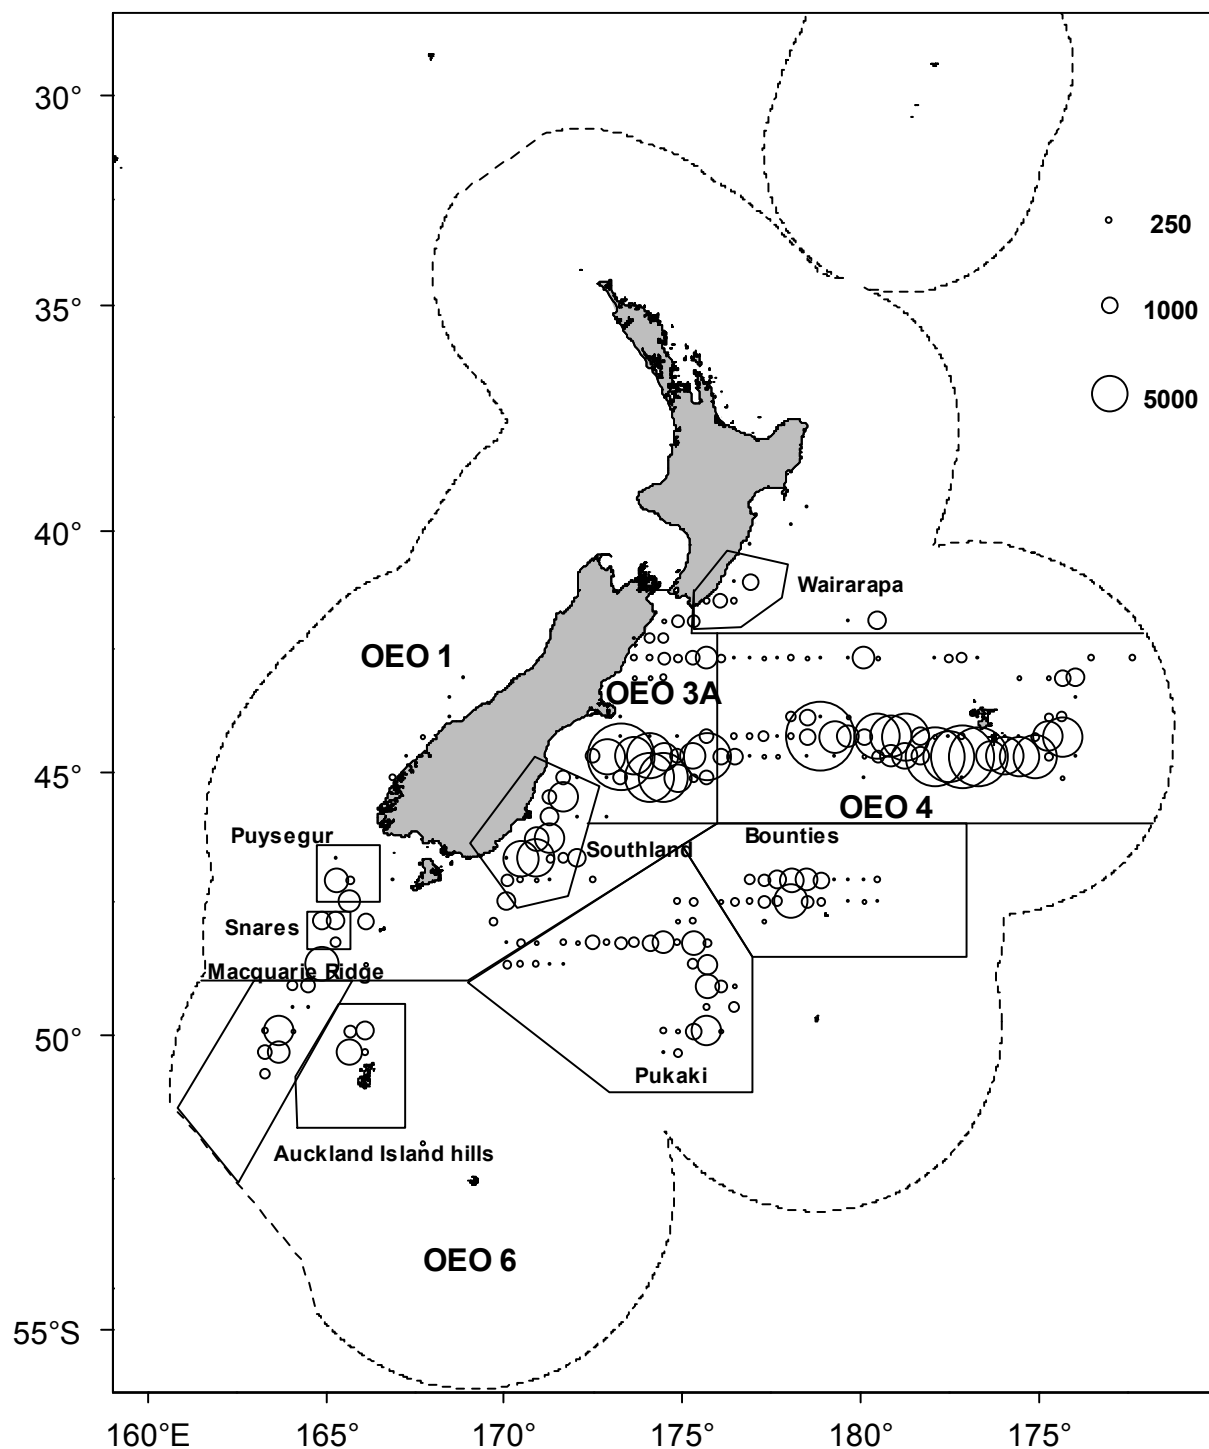 30°
250
35°
1000
5000
40°
Wairarapa
OEO 1
OEO 3A
45°
OEO 4
Puysegur
Bounties
Southland
Snares
Macquarie Ridge
50°
Pukaki
Auckland Island hills
OEO 6
55°S
160°E 165° 170° 175° 180° 175°